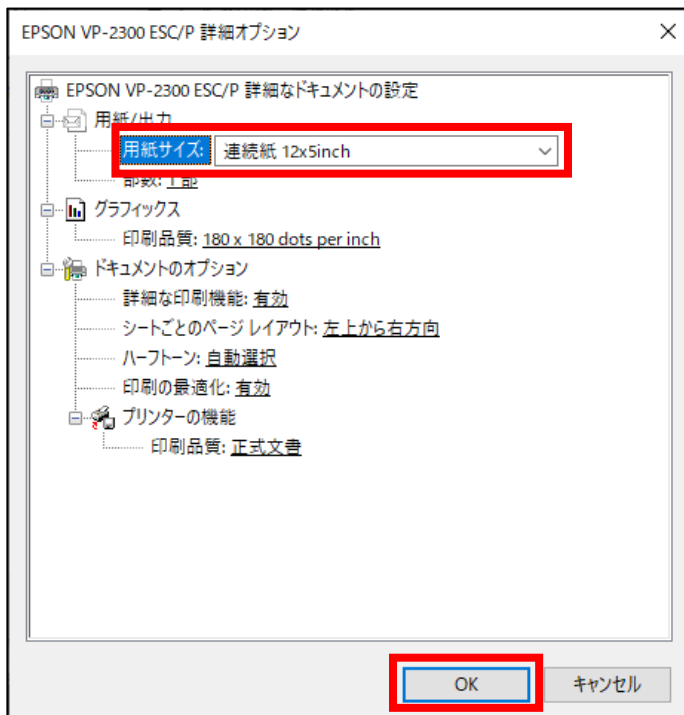 EPSON VP-2300 ESC/P 詳細オプション
EPSON VP-2300 ESC/P 詳細なドキュメントの設定
用紙/出力
用紙サイズ: 連続紙 12x5inch
部数: 1 部
グラフィックス
印刷品質: 180 x 180 dots per inch
ドキュメントのオプション
詳細な印刷機能: 有効
シートごとのページ レイアウト: 左上から右方向
ハーフトーン: 自動選択
印刷の最適化: 有効
プリンターの機能
印刷品質: 正式文書
OK キャンセル